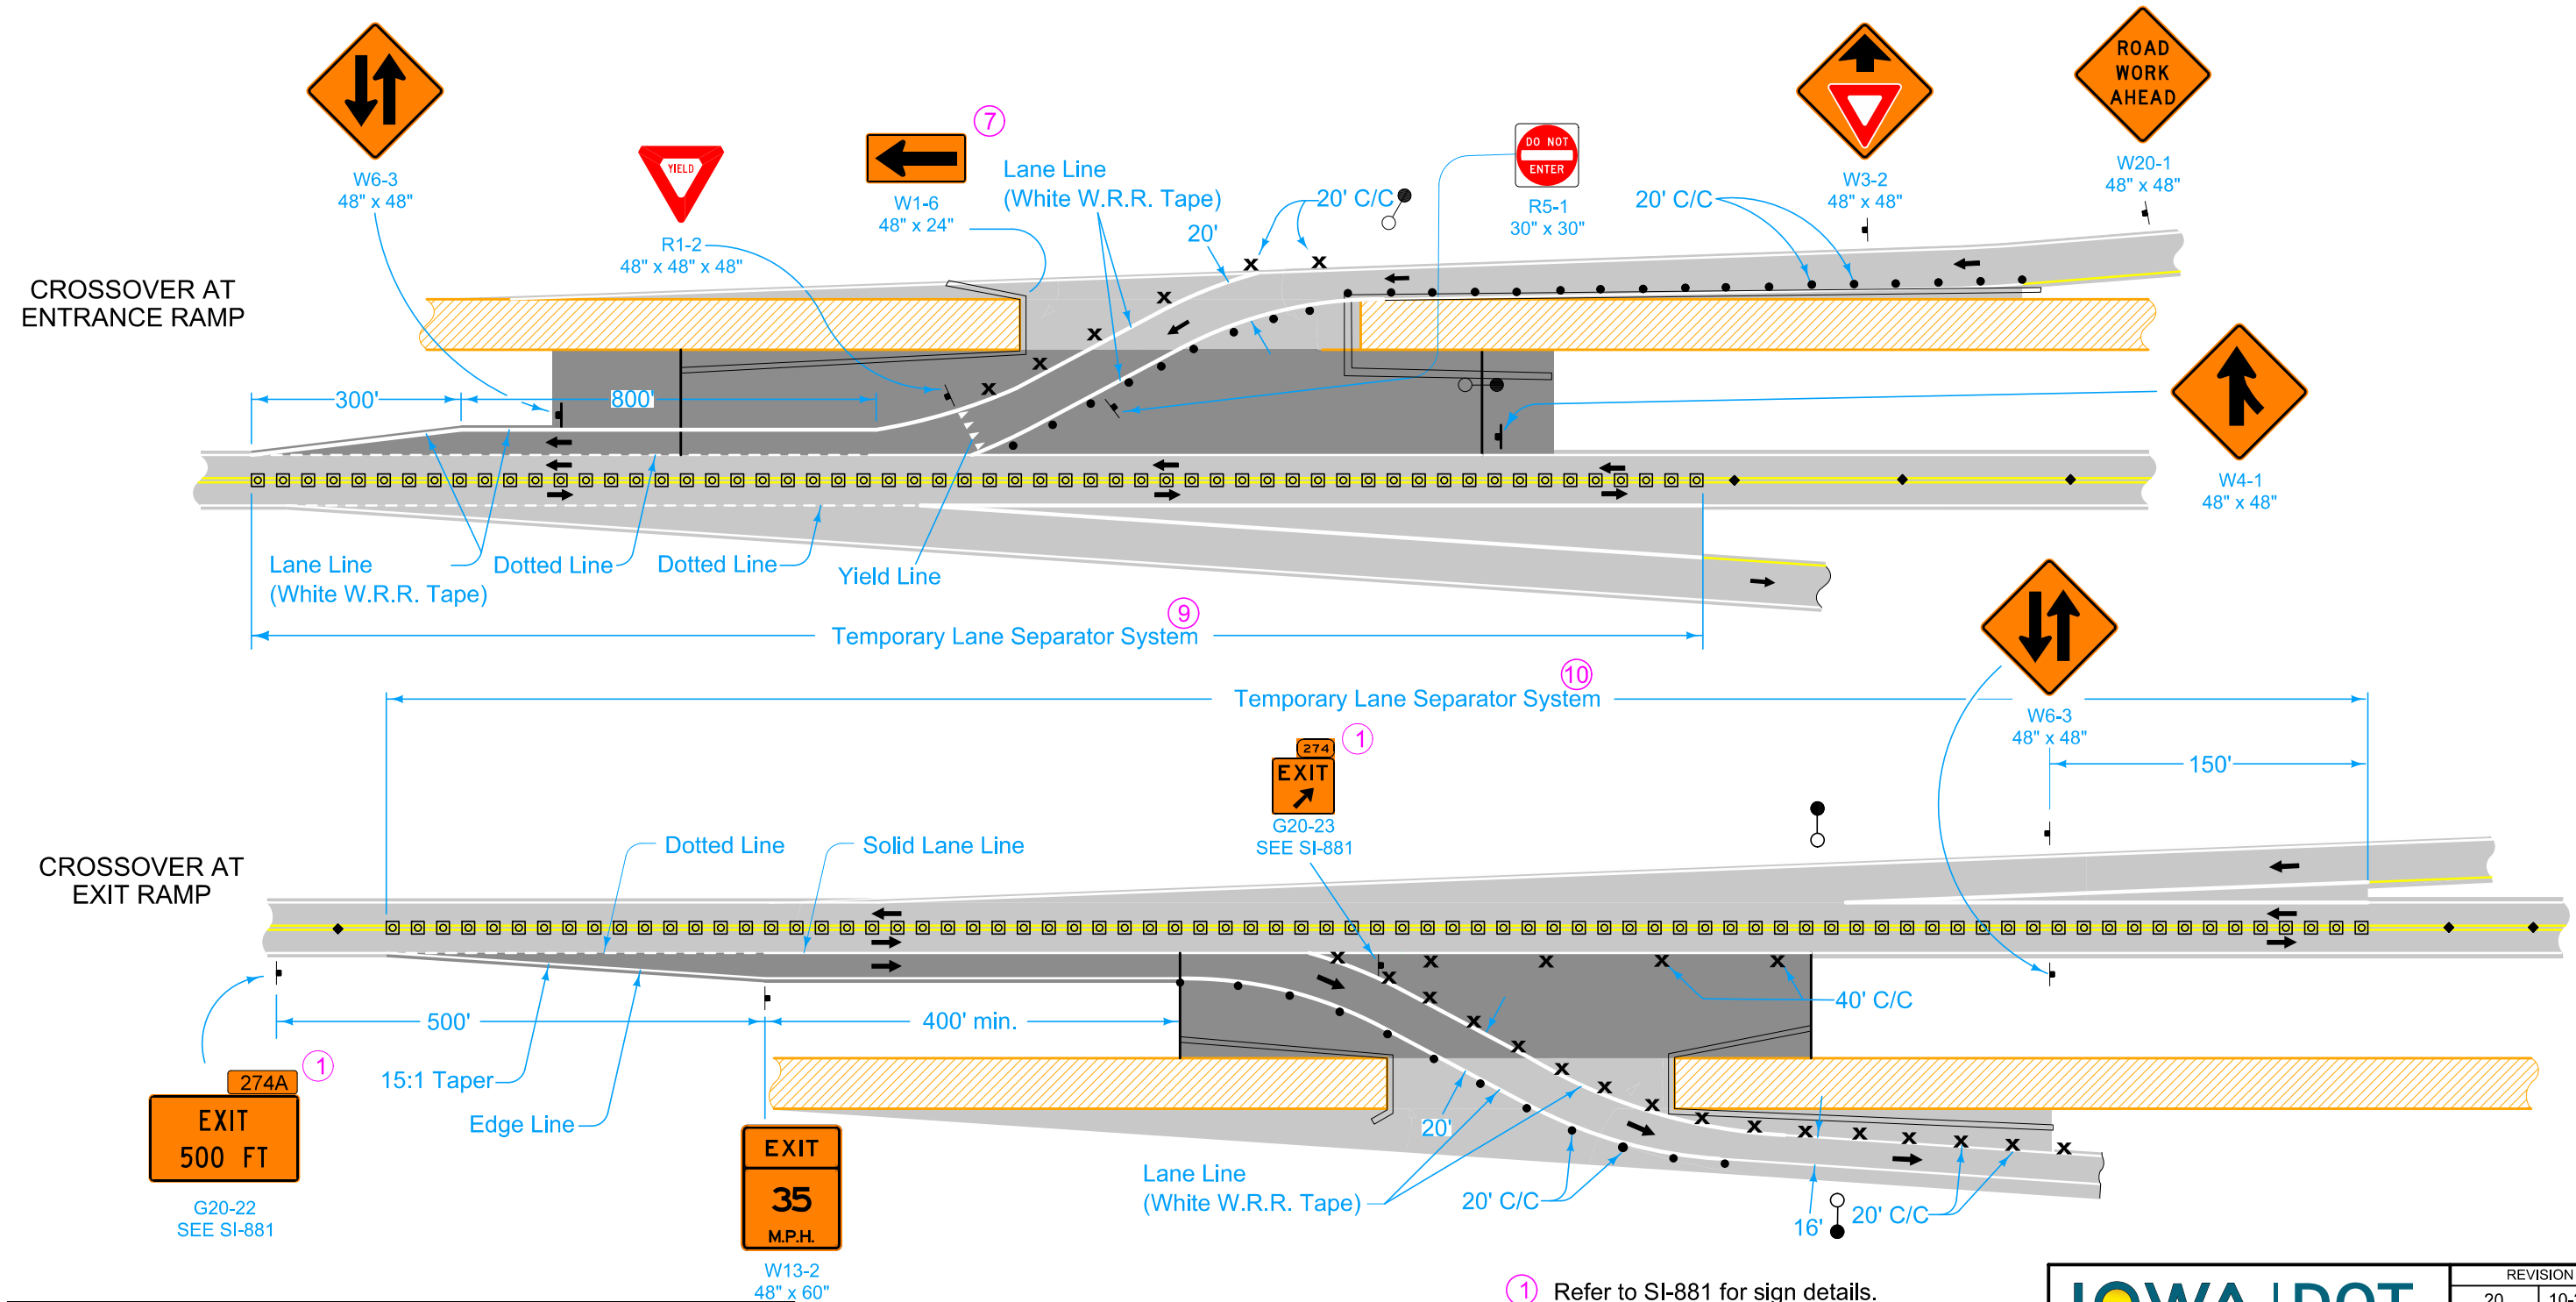 ROAD
WORK
AHEAD
W20-1
48" x 48"
W3-2
48" x 48"
DO NOT
ENTER
R5-1
30" x 30"
20' C/C
20' C/C
7
W1-6
48" x 24"
Lane Line
(White W.R.R. Tape)
20'
YIELD
R1-2
48" x 48" x 48"
W6-3
48" x 48"
CROSSOVER AT
ENTRANCE RAMP
300'
800'
W4-1
48" x 48"
Lane Line
(White W.R.R. Tape)
Dotted Line
Dotted Line
Yield Line
9
Temporary Lane Separator System
10
Temporary Lane Separator System
W6-3
48" x 48"
150'
274
1
EXIT
G20-23
SEE SI-881
Dotted Line
Solid Lane Line
CROSSOVER AT
EXIT RAMP
40' C/C
500'
400' min.
15:1 Taper
Edge Line
274A
1
EXIT
500 FT
G20-22
SEE SI-881
EXIT
35
M.P.H.
W13-2
48" x 60"
20'
Lane Line
(White W.R.R. Tape)
20' C/C
16'
20' C/C
1 Refer to SI-881 for sign details.
IOWA DOT
REVISION
20 10-